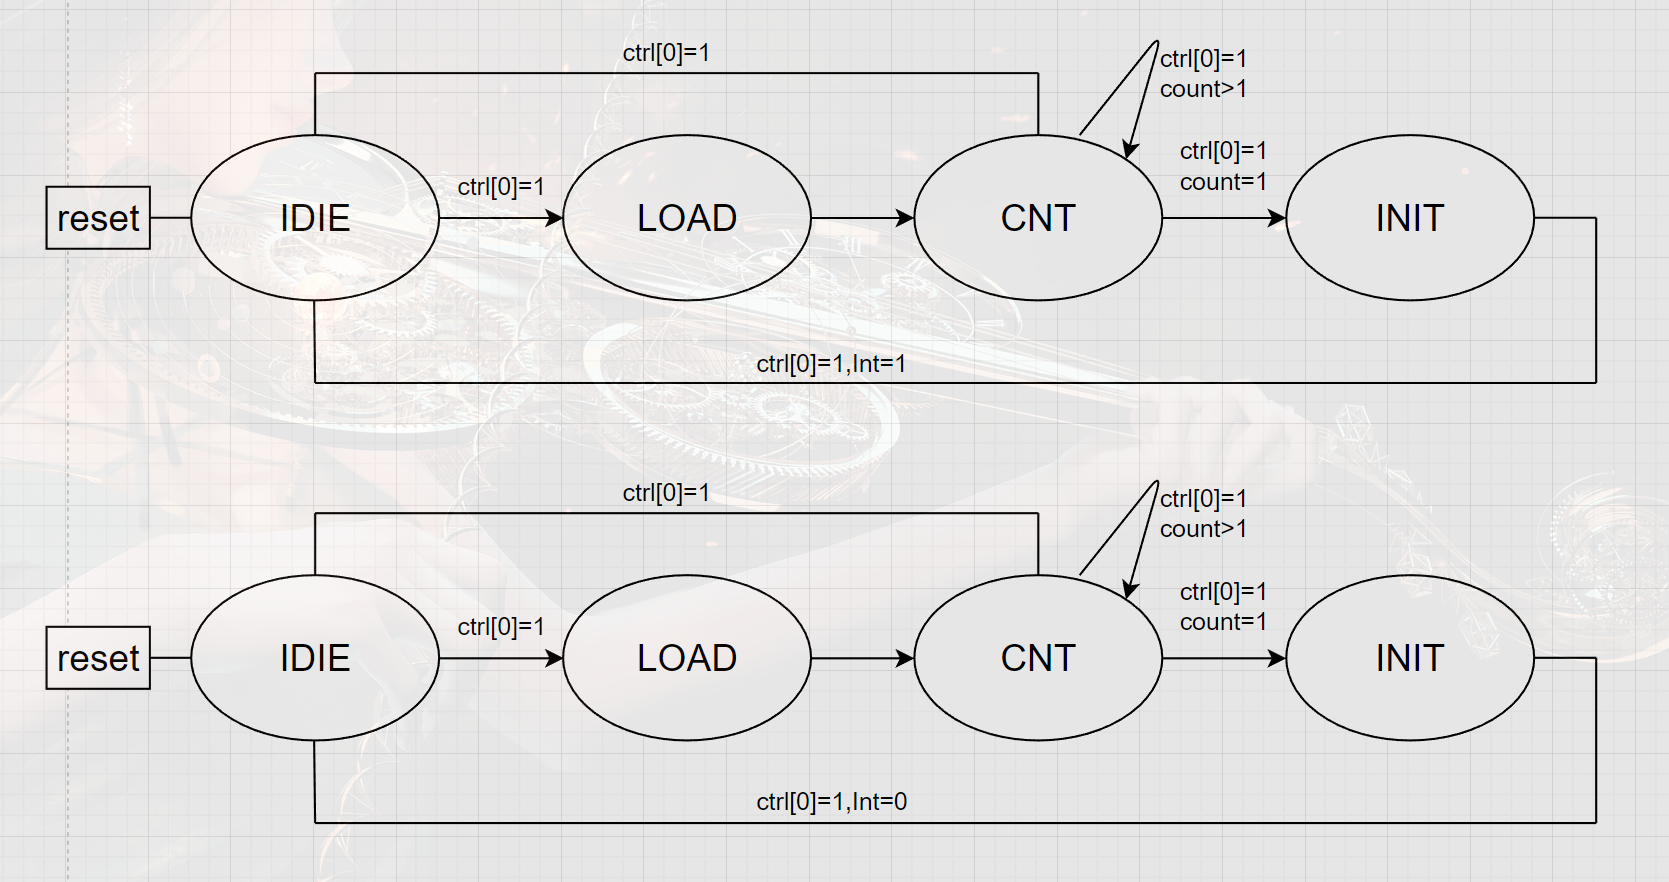 ctrl[0]=1
ctrl[0]=1
count>1
ctrl[0]=1
count=1
ctrl[0]=1
reset
IDIE
LOAD
CNT
INIT
ctrl[0]=1,Int=1
ctrl[0]=1
ctrl[0]=1
count>1
ctrl[0]=1
count=1
ctrl[0]=1
reset
IDIE
LOAD
CNT
INIT
ctrl[0]=1,Int=0